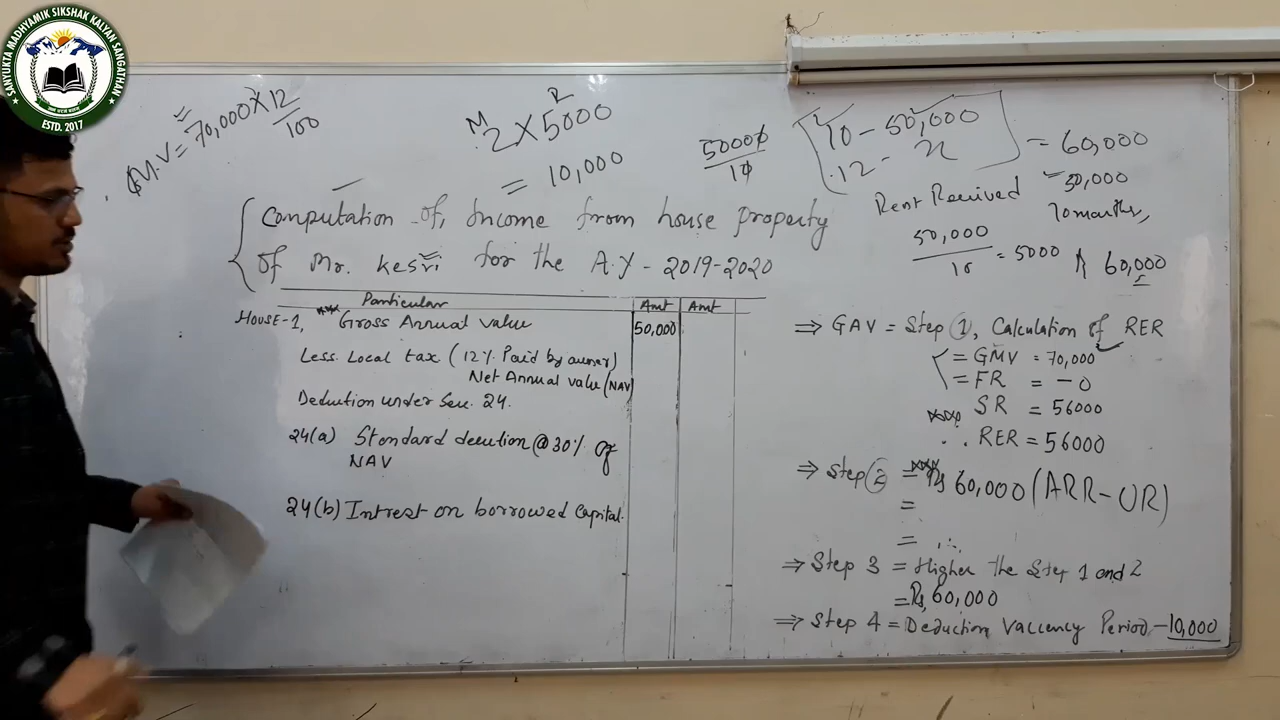 SANYUKTA MADHYAMIK SIKSHAK KALYAN SANGATHAN
ESTD. 2017
M.V = 70,000 X 12/100
M R
2 X 5000
= 10,000
50000/10
10 - 50,000
12 - x
= 60,000
Rent Received 50,000
10 months,
50,000/10 = 5000
60,000
Computation of, Income from house property
of Mr. Kesri for the A.Y - 2019-2020
Particular Amt Amt
House-1, Gross Annual value 50,000
Less. Local tax (12% Paid by owner)
Net Annual value (NAV)
Deduction under Sec. 24.
24(a) Standard decution @ 30% of
NAV
24(b) Intrest on borrowed Capital.
⇒ GAV = Step 1, Calculation of RER
= GMV = 70,000
= FR = - 0
SR = 56000
∴ RER = 56000
⇒ Step 2 = Rs 60,000 (ARR-UR)
=
= ∴
⇒ Step 3 = Higher the Step 1 and 2
= Rs 60,000
⇒ Step 4 = Deduction Vaccency Period - 10,000